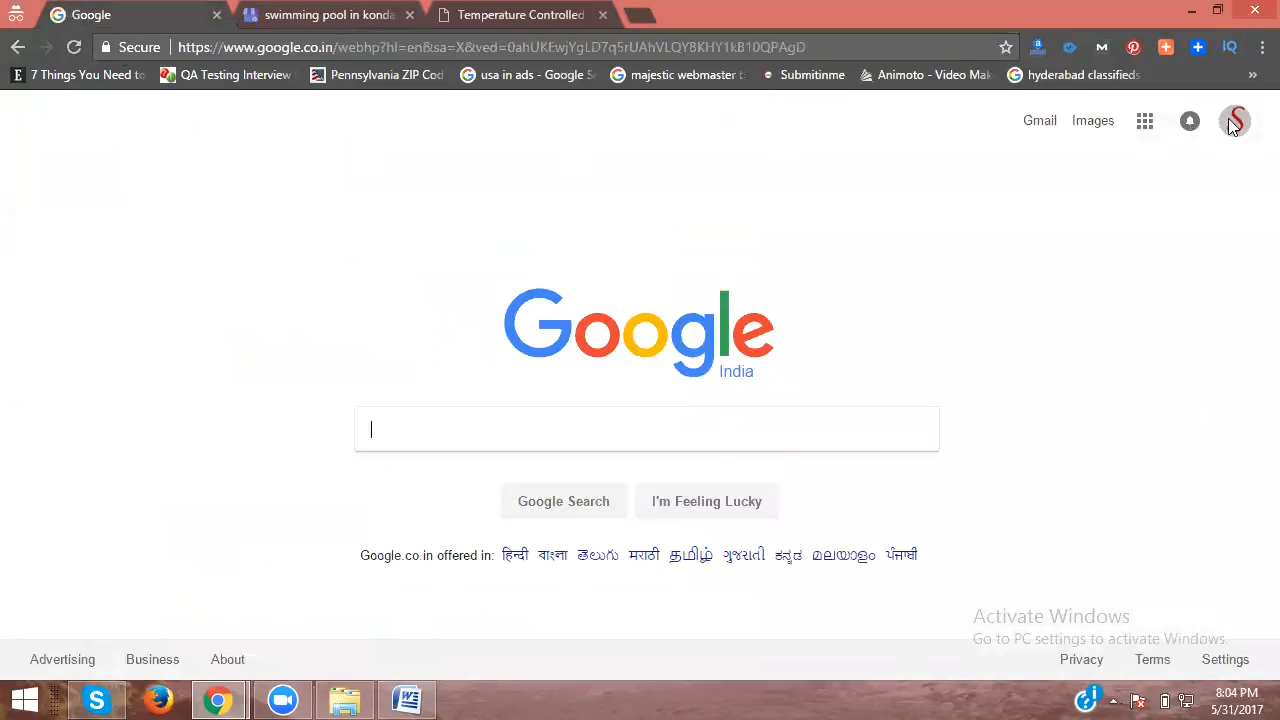 Google
swimming pool in konda
Temperature Controlled
Secure
https://www.google.co.in/webhp?hl=en&sa=X&ved=0ahUKEwjYgLD7q5rUAhVLQY8KHY1kB10QPAgD
7 Things You Need to
QA Testing Interview
Pennsylvania ZIP Cod
usa in ads - Google S
majestic webmaster t
Submitinme
Animoto - Video Mak
hyderabad classifieds
Gmail
Images
S
Google
India
Google Search
I'm Feeling Lucky
Google.co.in offered in: हिन्दी বাংলা తెలుగు मराठी தமிழ் ગુજરાતી ಕನ್ನಡ മലയാളം ਪੰਜਾਬੀ
Activate Windows
Go to PC settings to activate Windows.
Advertising
Business
About
Privacy
Terms
Settings
8:04 PM
5/31/2017